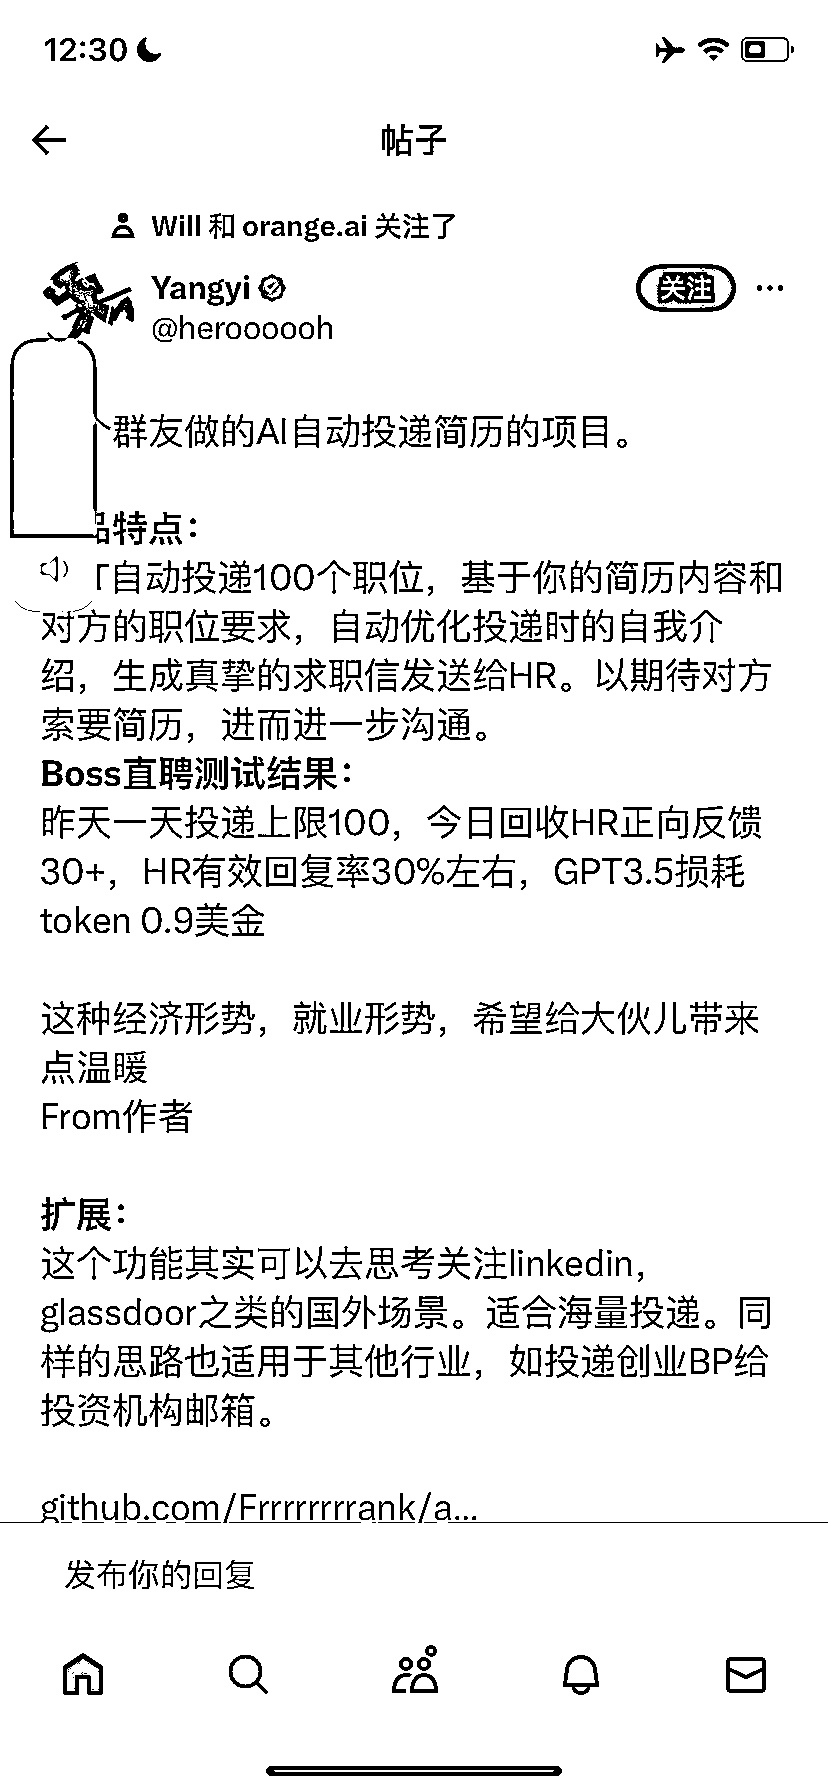 12:30
帖子
Will 和 orange.ai 关注了
Yangyi
关注
@heroooooh
群友做的AI自动投递简历的项目。
品特点：
自动投递100个职位，基于你的简历内容和
对方的职位要求，自动优化投递时的自我介
绍，生成真挚的求职信发送给HR。以期待对方
索要简历，进而进一步沟通。
Boss直聘测试结果：
昨天一天投递上限100，今日回收HR正向反馈
30+，HR有效回复率30%左右，GPT3.5损耗
token 0.9美金
这种经济形势，就业形势，希望给大伙儿带来
点温暖
From作者
扩展：
这个功能其实可以去思考关注linkedin，
glassdoor之类的国外场景。适合海量投递。同
样的思路也适用于其他行业，如投递创业BP给
投资机构邮箱。
github.com/Frrrrrrrrank/a...
发布你的回复